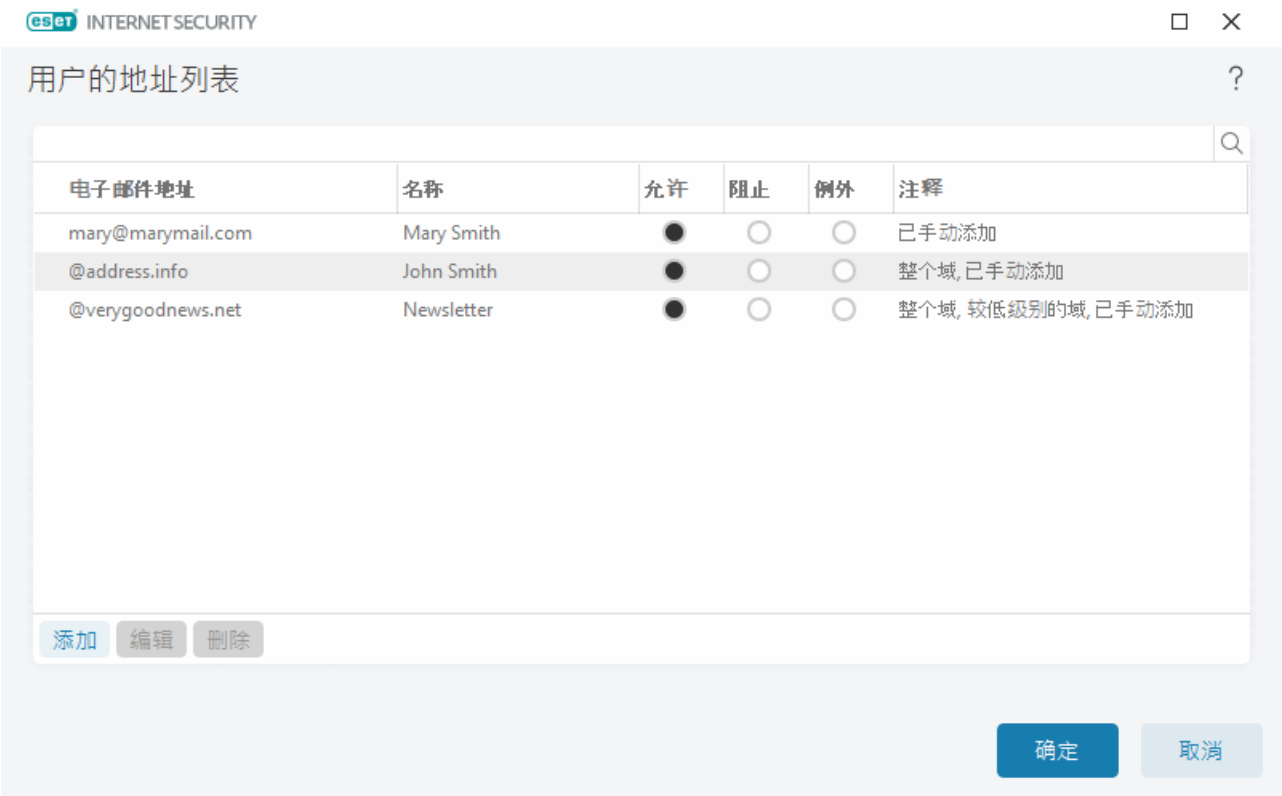 eset INTERNET SECURITY
用户的地址列表
?
电子邮件地址 名称 允许 阻止 例外 注释
mary@marymail.com Mary Smith 已手动添加
@address.info John Smith 整个域,已手动添加
@verygoodnews.net Newsletter 整个域, 较低级别的域,已手动添加
添加 编辑 删除
确定 取消